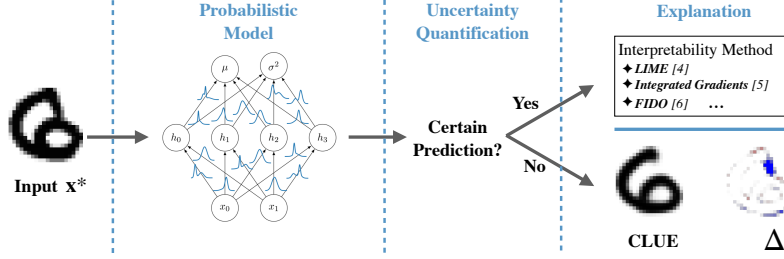 Probabilistic
Model
Uncertainty
Quantification
Explanation
Input x*
μ
σ²
h₀
h₁
h₂
h₃
x₀
x₁
Certain
Prediction?
Yes
No
Interpretability Method
✦LIME [4]
✦Integrated Gradients [5]
✦FIDO [6] ...
CLUE
Δ